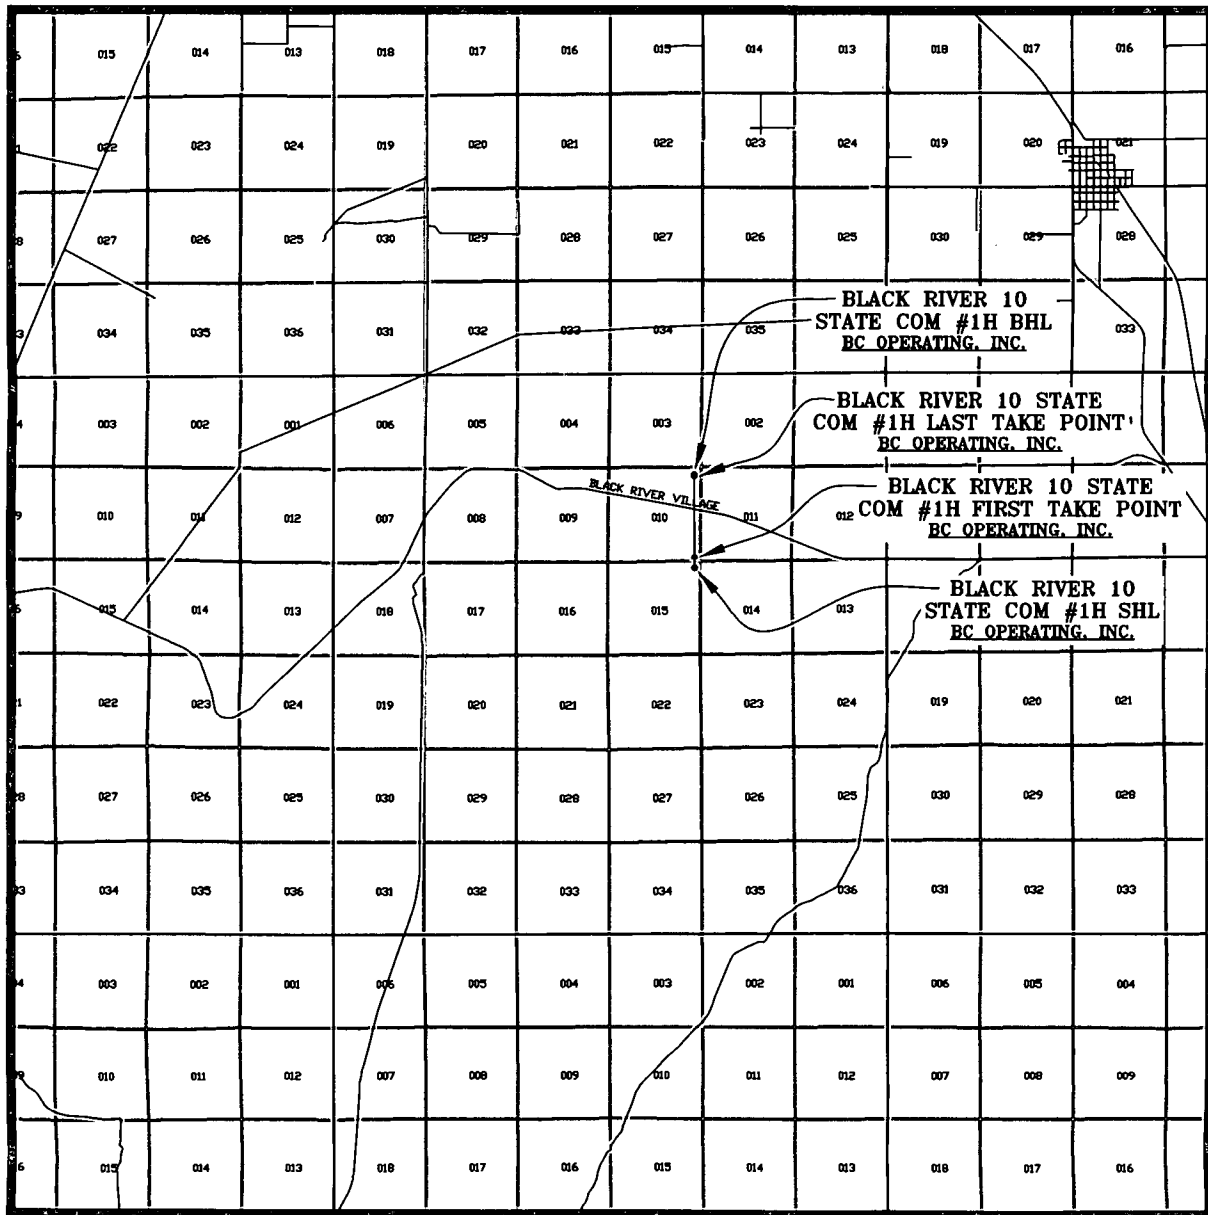 6 015 014 013 018 017 016 015 014 013 018 017 016
022 023 024 019 020 021 022 023 024 019 020 021
027 026 025 030 029 028 027 026 025 030 029 028
BLACK RIVER 10
STATE COM #1H BHL
BC OPERATING, INC.
034 035 036 031 032 033 034 035 033
BLACK RIVER 10 STATE
COM #1H LAST TAKE POINT
BC OPERATING, INC.
003 002 001 006 005 004 003 002
BLACK RIVER VILLAGE
BLACK RIVER 10 STATE
COM #1H FIRST TAKE POINT
BC OPERATING, INC.
010 011 012 007 008 009 010 011 012
BLACK RIVER 10
STATE COM #1H SHL
BC OPERATING, INC.
015 014 013 018 017 016 015 014 013
022 023 024 019 020 021 022 023 024 019 020 021
027 026 025 030 029 028 027 026 025 030 029 028
034 035 036 031 032 033 034 035 036 031 032 033
003 002 001 006 005 004 003 002 001 006 005 004
010 011 012 007 008 009 010 011 012 007 008 009
6 015 014 013 018 017 016 015 014 013 018 017 016